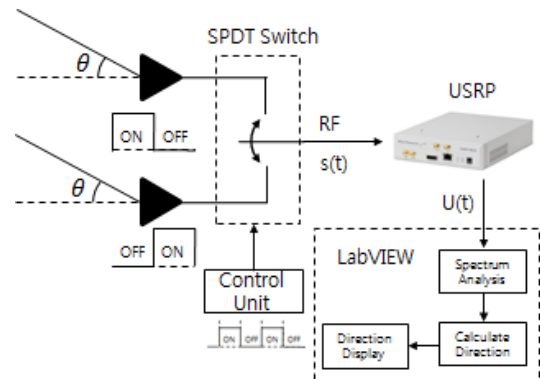 SPDT Switch
θ
USRP
ON OFF
RF
s(t)
θ
U(t)
OFF ON
LabVIEW
Spectrum
Analysis
Control
Unit
Direction
Display
Calculate
Direction
ON OFF ON OFF